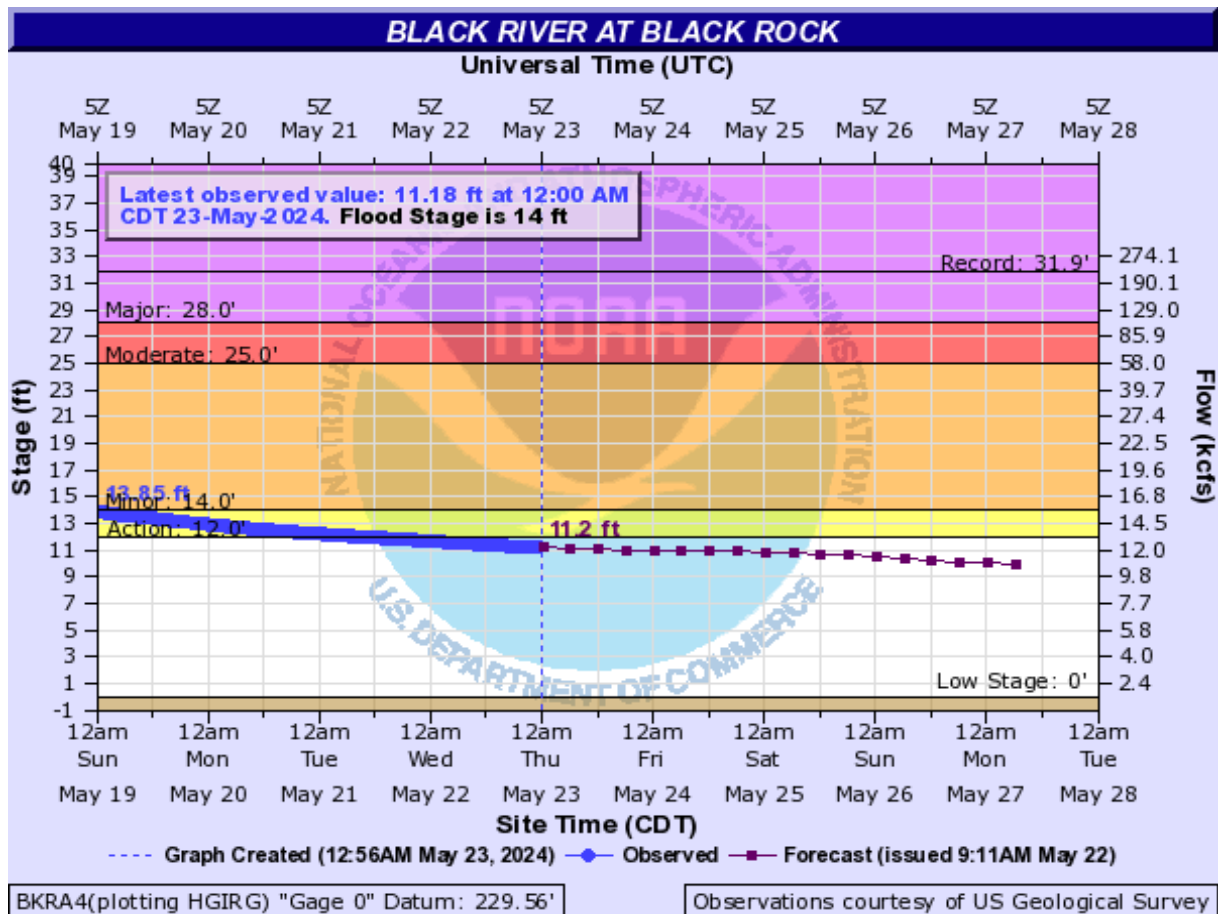 BLACK RIVER AT BLACK ROCK
Universal Time (UTC)
5Z 5Z 5Z 5Z 5Z 5Z 5Z 5Z 5Z 5Z
May 19 May 20 May 21 May 22 May 23 May 24 May 25 May 26 May 27 May 28
Latest observed value: 11.18 ft at 12:00 AM
CDT 23-May-2024. Flood Stage is 14 ft
Stage (ft)
40
39
37
35
33
31
29
27
25
23
21
19
17
15
13
11
9
7
5
3
1
-1
Record: 31.9'
Major: 28.0'
Moderate: 25.0'
13.85 ft
Minor: 14.0'
Action: 12.0'
11.2 ft
Low Stage: 0'
NATIONAL OCEANIC AND ATMOSPHERIC ADMINISTRATION
NOAA
U.S. DEPARTMENT OF COMMERCE
Flow (kcfs)
274.1
190.1
129.0
85.9
58.0
39.7
27.4
22.5
19.6
16.8
14.5
12.0
9.8
7.7
5.8
4.0
2.4
12am 12am 12am 12am 12am 12am 12am 12am 12am 12am
Sun Mon Tue Wed Thu Fri Sat Sun Mon Tue
May 19 May 20 May 21 May 22 May 23 May 24 May 25 May 26 May 27 May 28
Site Time (CDT)
Graph Created (12:56AM May 23, 2024) Observed Forecast (issued 9:11AM May 22)
BKRA4(plotting HGIRG) "Gage 0" Datum: 229.56'
Observations courtesy of US Geological Survey